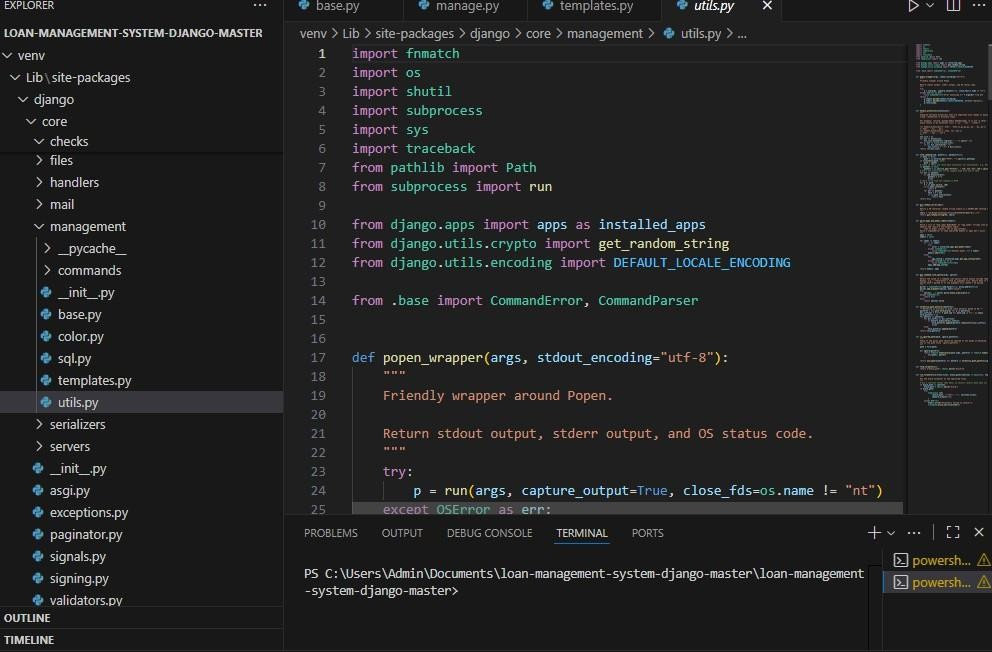 EXPLORER
LOAN-MANAGEMENT-SYSTEM-DJANGO-MASTER
venv
Lib\site-packages
django
core
checks
files
handlers
mail
management
__pycache__
commands
__init__.py
base.py
color.py
sql.py
templates.py
utils.py
serializers
servers
__init__.py
asgi.py
exceptions.py
paginator.py
signals.py
signing.py
validators.py
OUTLINE
TIMELINE
base.py manage.py templates.py utils.py
venv > Lib > site-packages > django > core > management > utils.py > ...
1 import fnmatch
2 import os
3 import shutil
4 import subprocess
5 import sys
6 import traceback
7 from pathlib import Path
8 from subprocess import run
9
10 from django.apps import apps as installed_apps
11 from django.utils.crypto import get_random_string
12 from django.utils.encoding import DEFAULT_LOCALE_ENCODING
13
14 from .base import CommandError, CommandParser
15
16
17 def popen_wrapper(args, stdout_encoding="utf-8"):
18 """
19 Friendly wrapper around Popen.
20
21 Return stdout output, stderr output, and OS status code.
22 """
23 try:
24 p = run(args, capture_output=True, close_fds=os.name != "nt")
25 except OSError as err:
PROBLEMS OUTPUT DEBUG CONSOLE TERMINAL PORTS
PS C:\Users\Admin\Documents\loan-management-system-django-master\loan-management
-system-django-master>
powersh...
powersh...